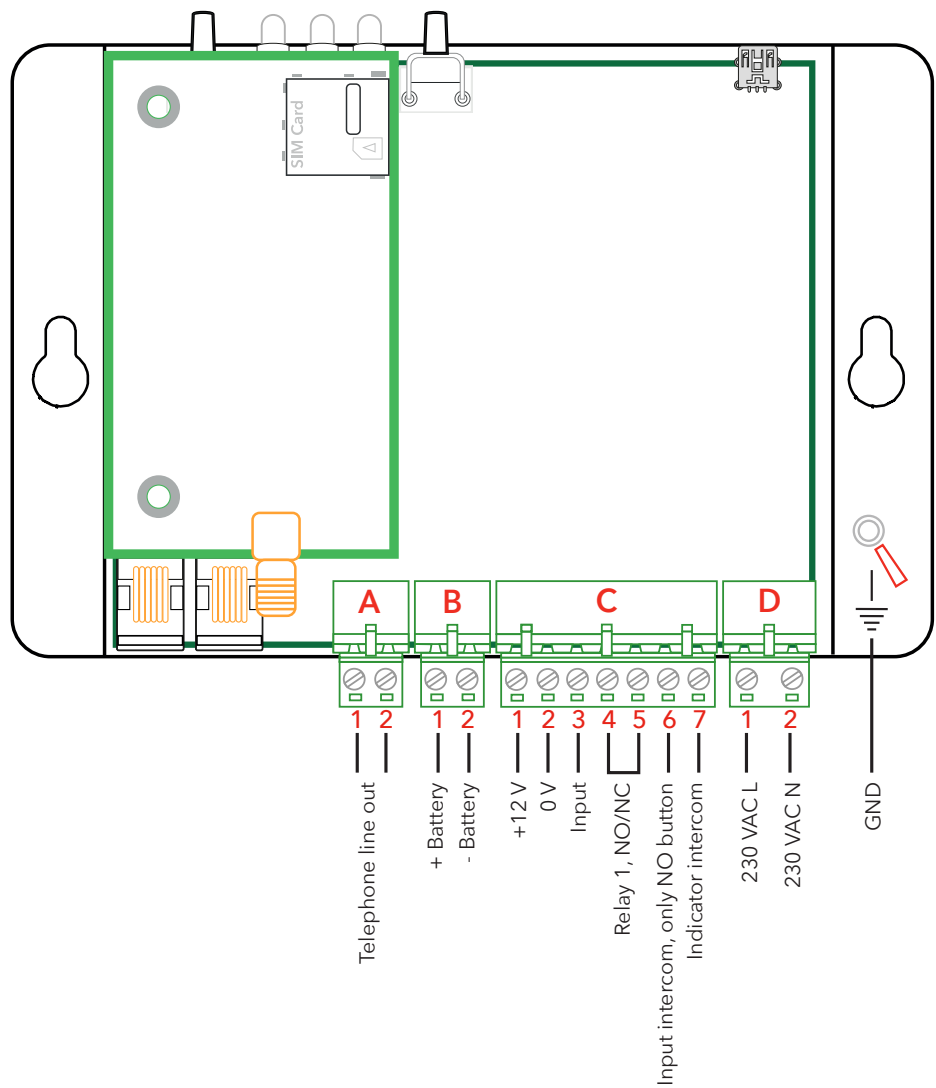 SIM Card
A
B
C
D
1 2
1 2
1 2 3 4 5 6 7
1 2
Telephone line out
+ Battery
- Battery
+12 V
0 V
Input
Relay 1, NO/NC
Input intercom, only NO button
Indicator intercom
230 VAC L
230 VAC N
GND